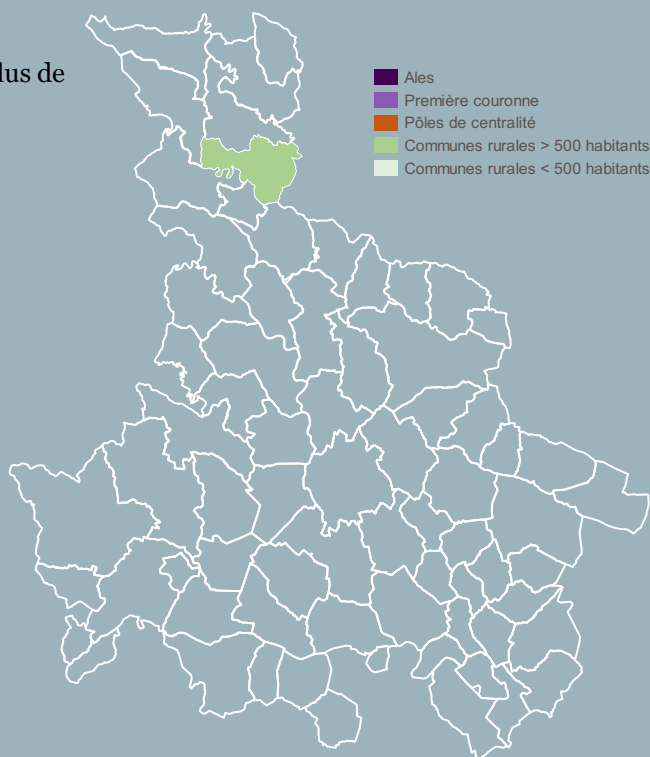 lus de
Ales
Première couronne
Pôles de centralité
Communes rurales > 500 habitants
Communes rurales < 500 habitants